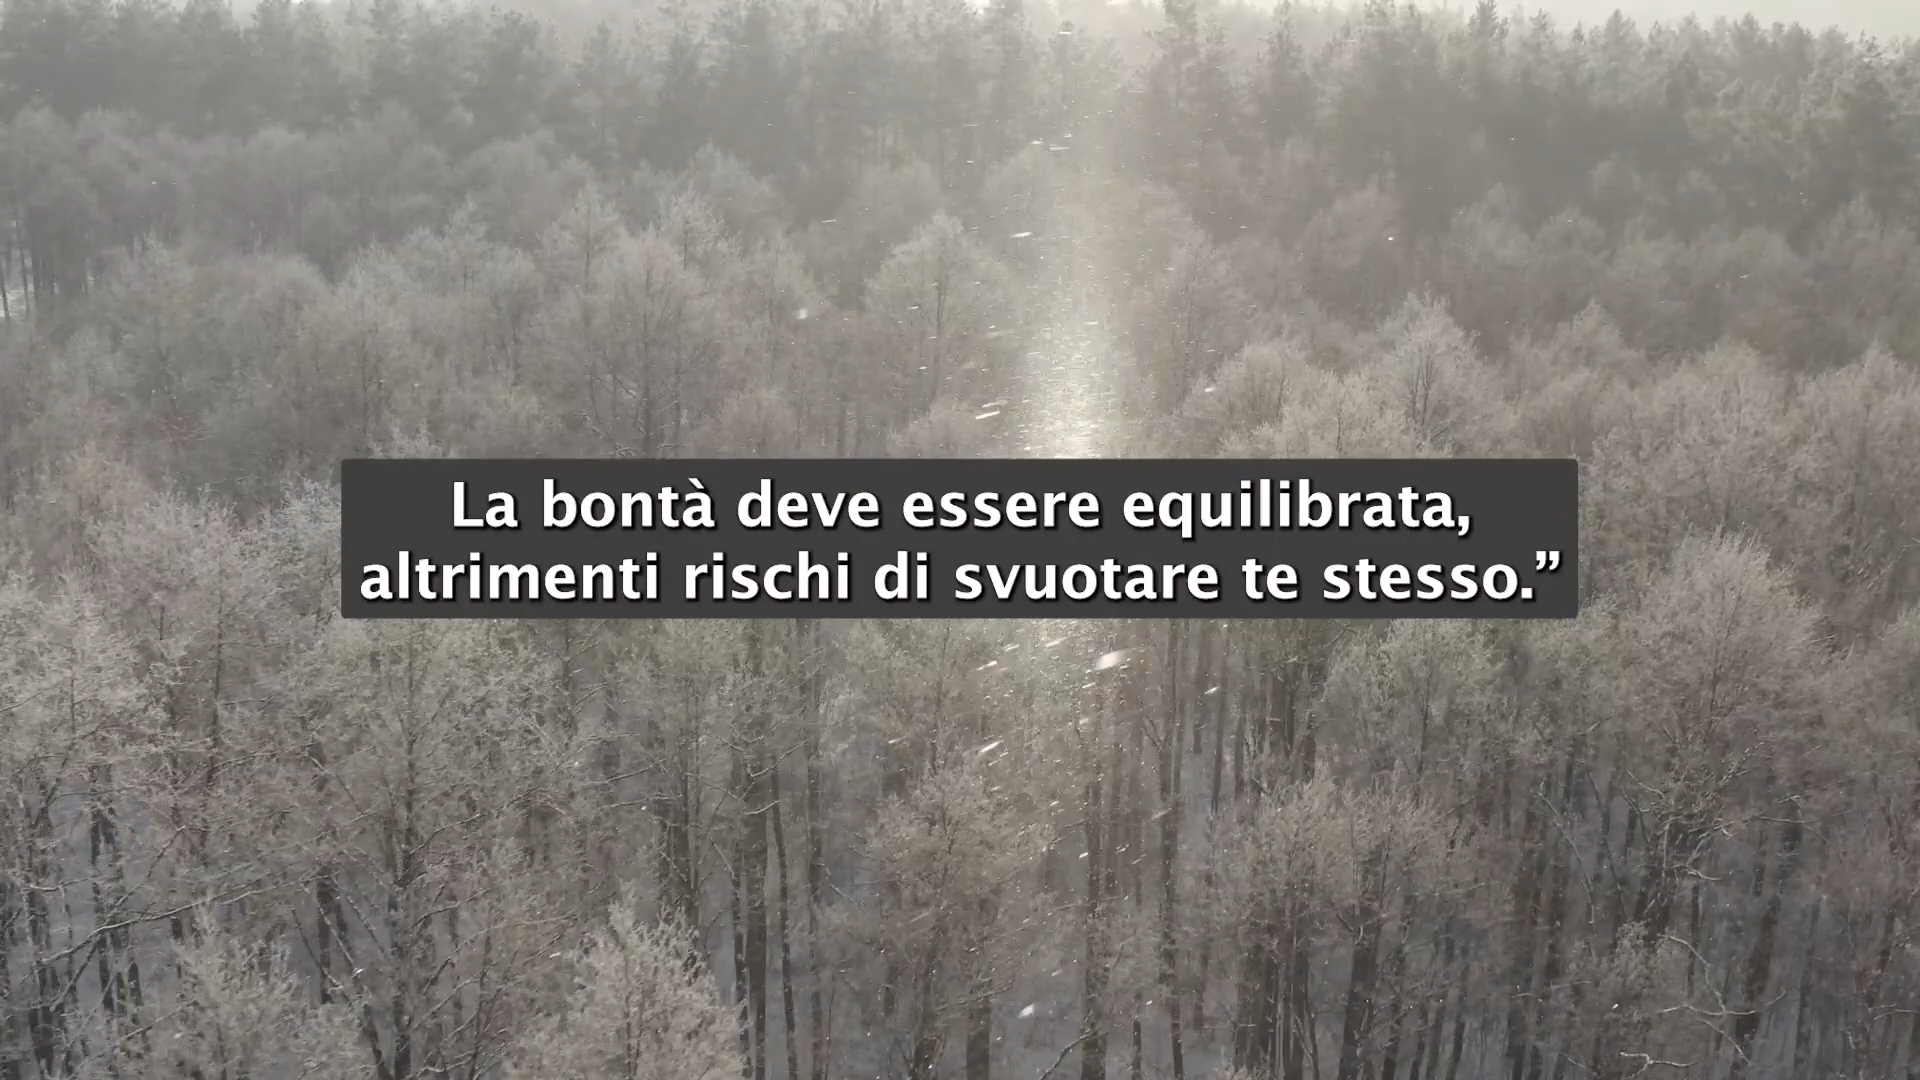 La bontà deve essere equilibrata,
altrimenti rischi di svuotare te stesso.”